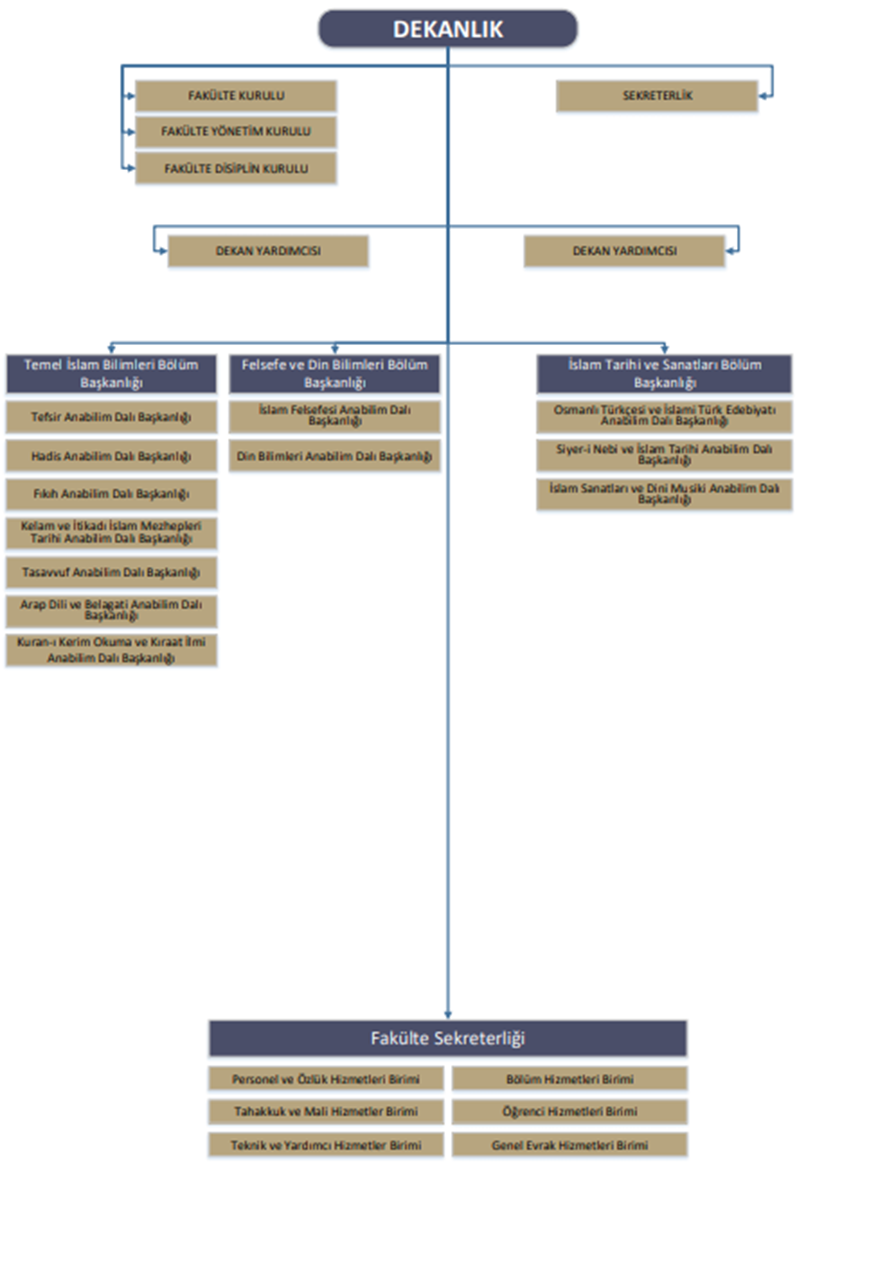 DEKANLIK
FAKÜLTE KURULU
SEKRETERLİK
FAKÜLTE YÖNETİM KURULU
FAKÜLTE DİSİPLİN KURULU
DEKAN YARDIMCISI
DEKAN YARDIMCISI
Temel İslam Bilimleri Bölüm
Başkanlığı
Tefsir Anabilim Dalı Başkanlığı
Hadis Anabilim Dalı Başkanlığı
Fıkıh Anabilim Dalı Başkanlığı
Kelam ve İtikadı İslam Mezhepleri
Tarihi Anabilim Dalı Başkanlığı
Tasavvuf Anabilim Dalı Başkanlığı
Arap Dili ve Belagati Anabilim Dalı
Başkanlığı
Kuran-ı Kerim Okuma ve Kıraat İlmi
Anabilim Dalı Başkanlığı
Felsefe ve Din Bilimleri Bölüm
Başkanlığı
İslam Felsefesi Anabilim Dalı
Başkanlığı
Din Bilimleri Anabilim Dalı Başkanlığı
İslam Tarihi ve Sanatları Bölüm
Başkanlığı
Osmanlı Türkçesi ve İslami Türk Edebiyatı
Anabilim Dalı Başkanlığı
Siyer-i Nebi ve İslam Tarihi Anabilim Dalı
Başkanlığı
İslam Sanatları ve Dini Musiki Anabilim Dalı
Başkanlığı
Fakülte Sekreterliği
Personel ve Özlük Hizmetleri Birimi
Bölüm Hizmetleri Birimi
Tahakkuk ve Mali Hizmetler Birimi
Öğrenci Hizmetleri Birimi
Teknik ve Yardımcı Hizmetler Birimi
Genel Evrak Hizmetleri Birimi